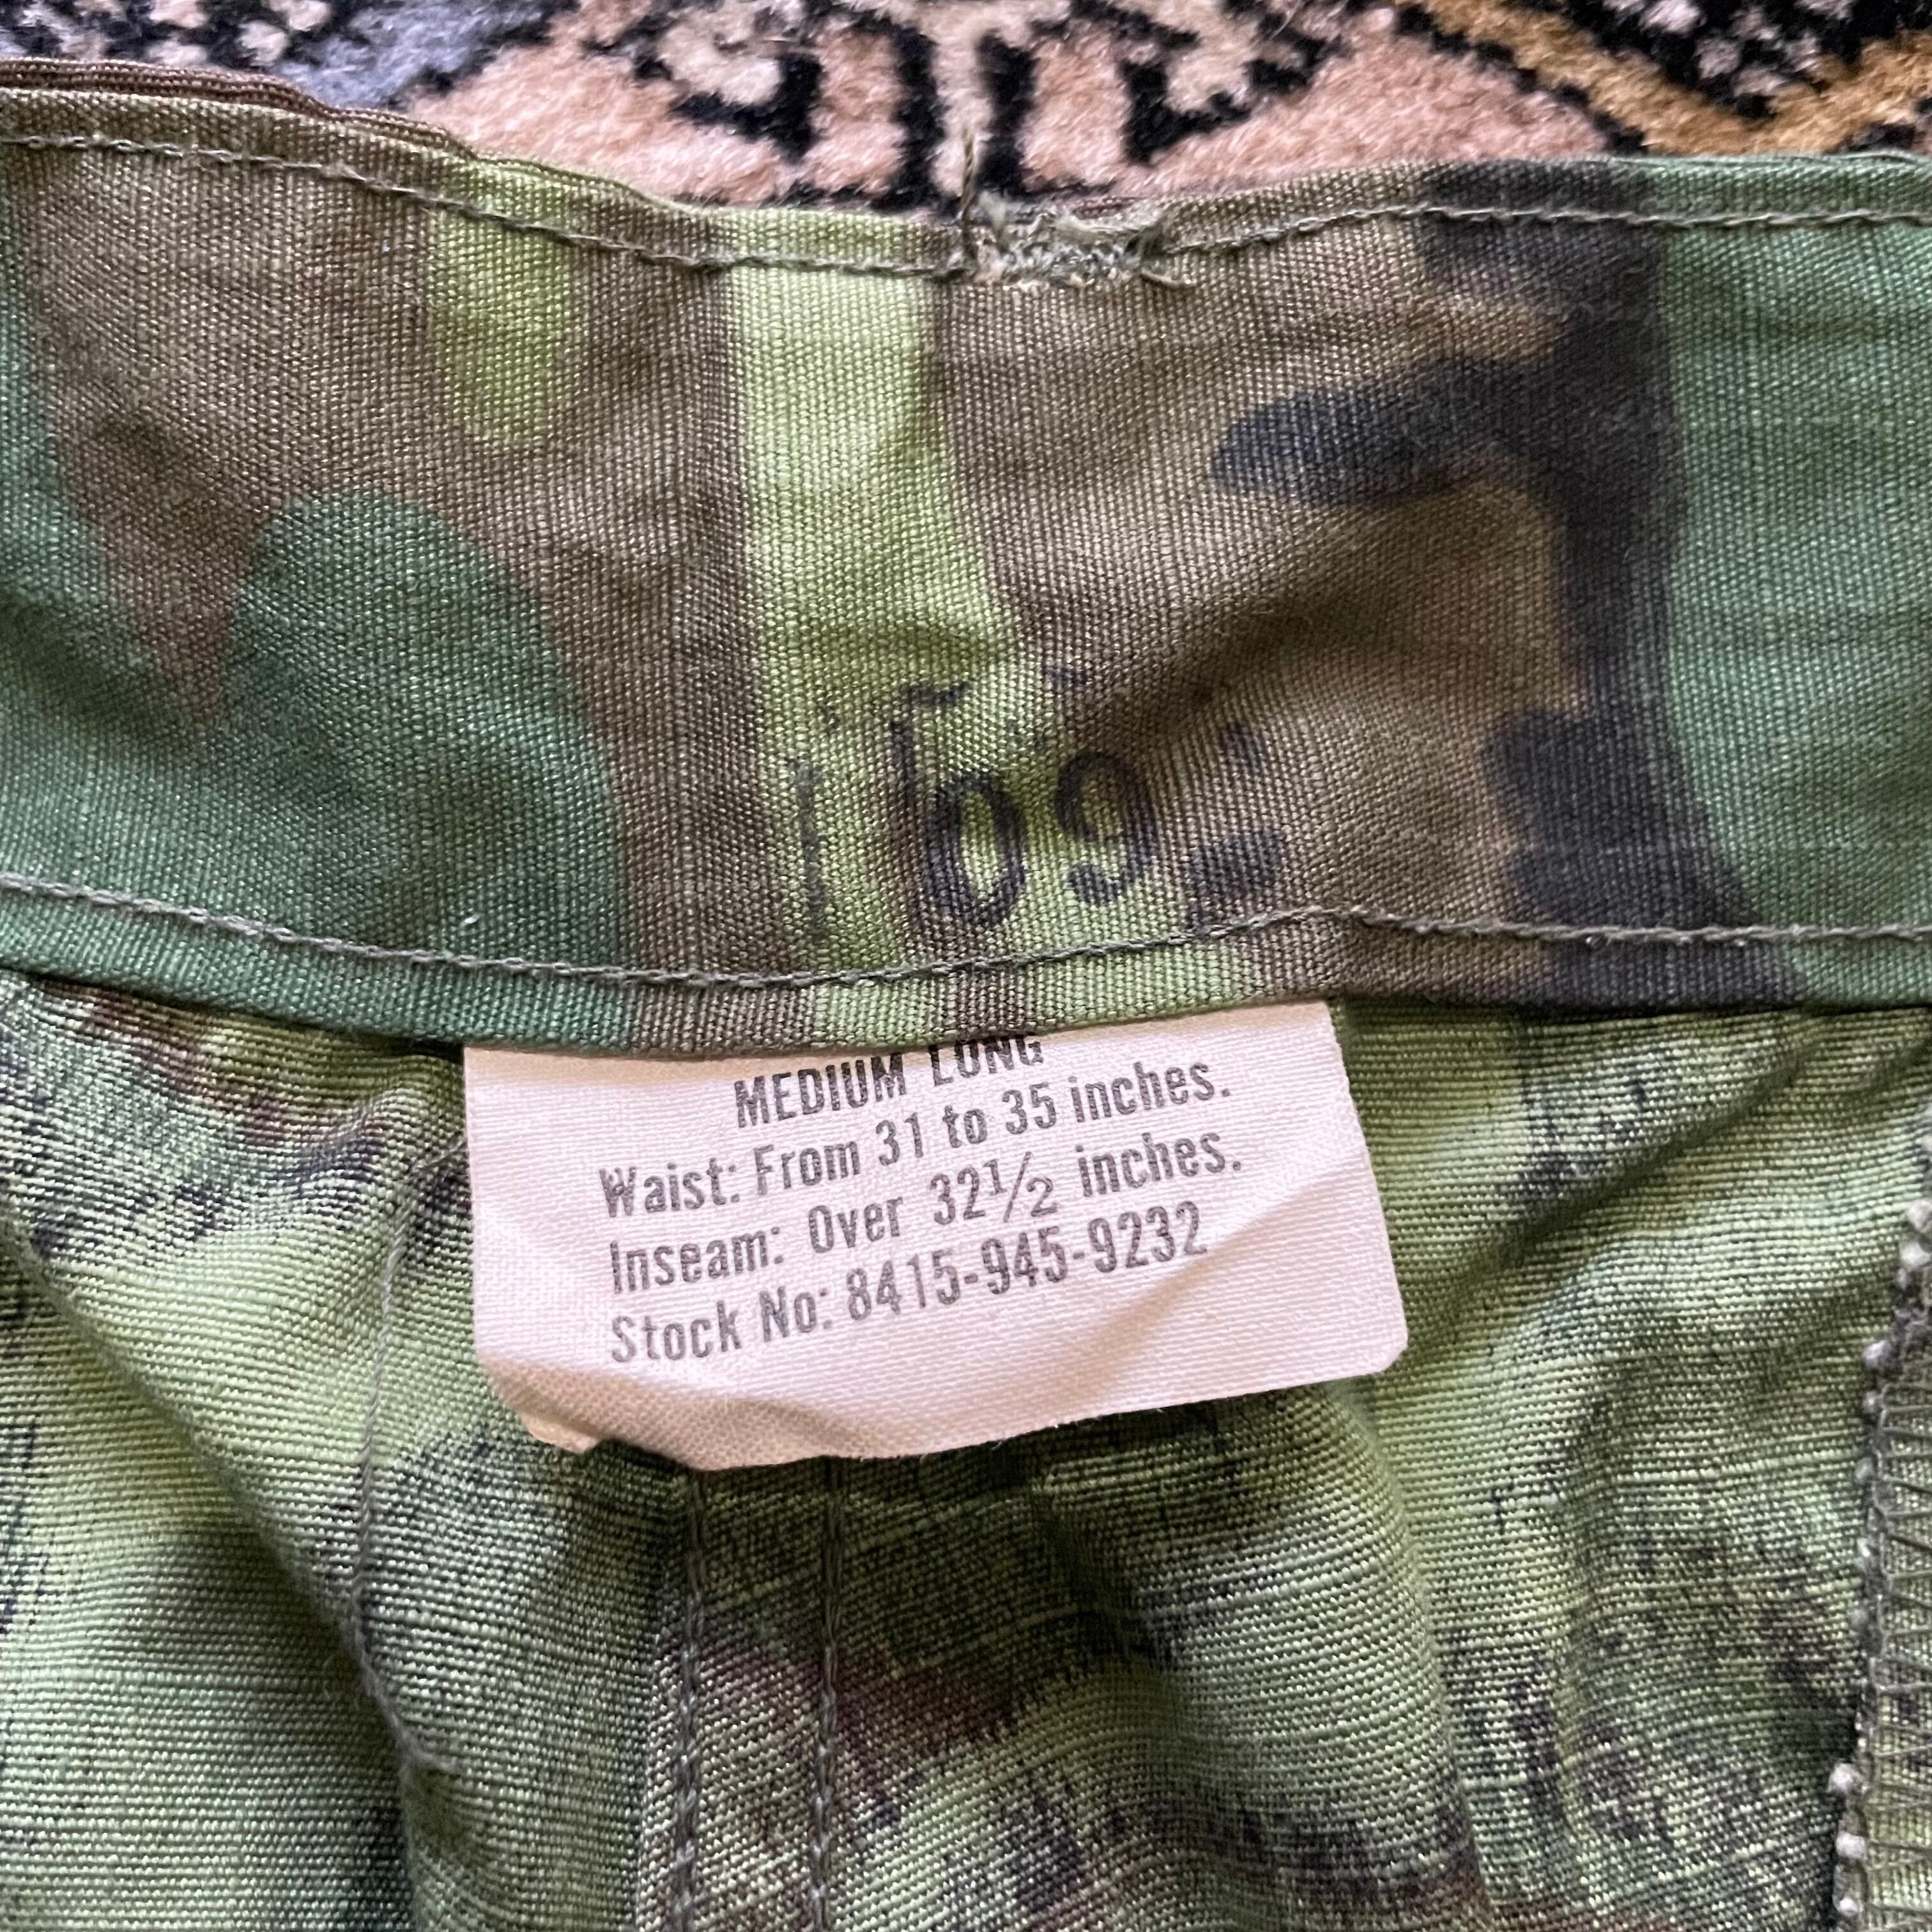 MEDIUM LONG
Waist: From 31 to 35 inches.
Inseam: Over 32½ inches.
Stock No: 8415-945-9232